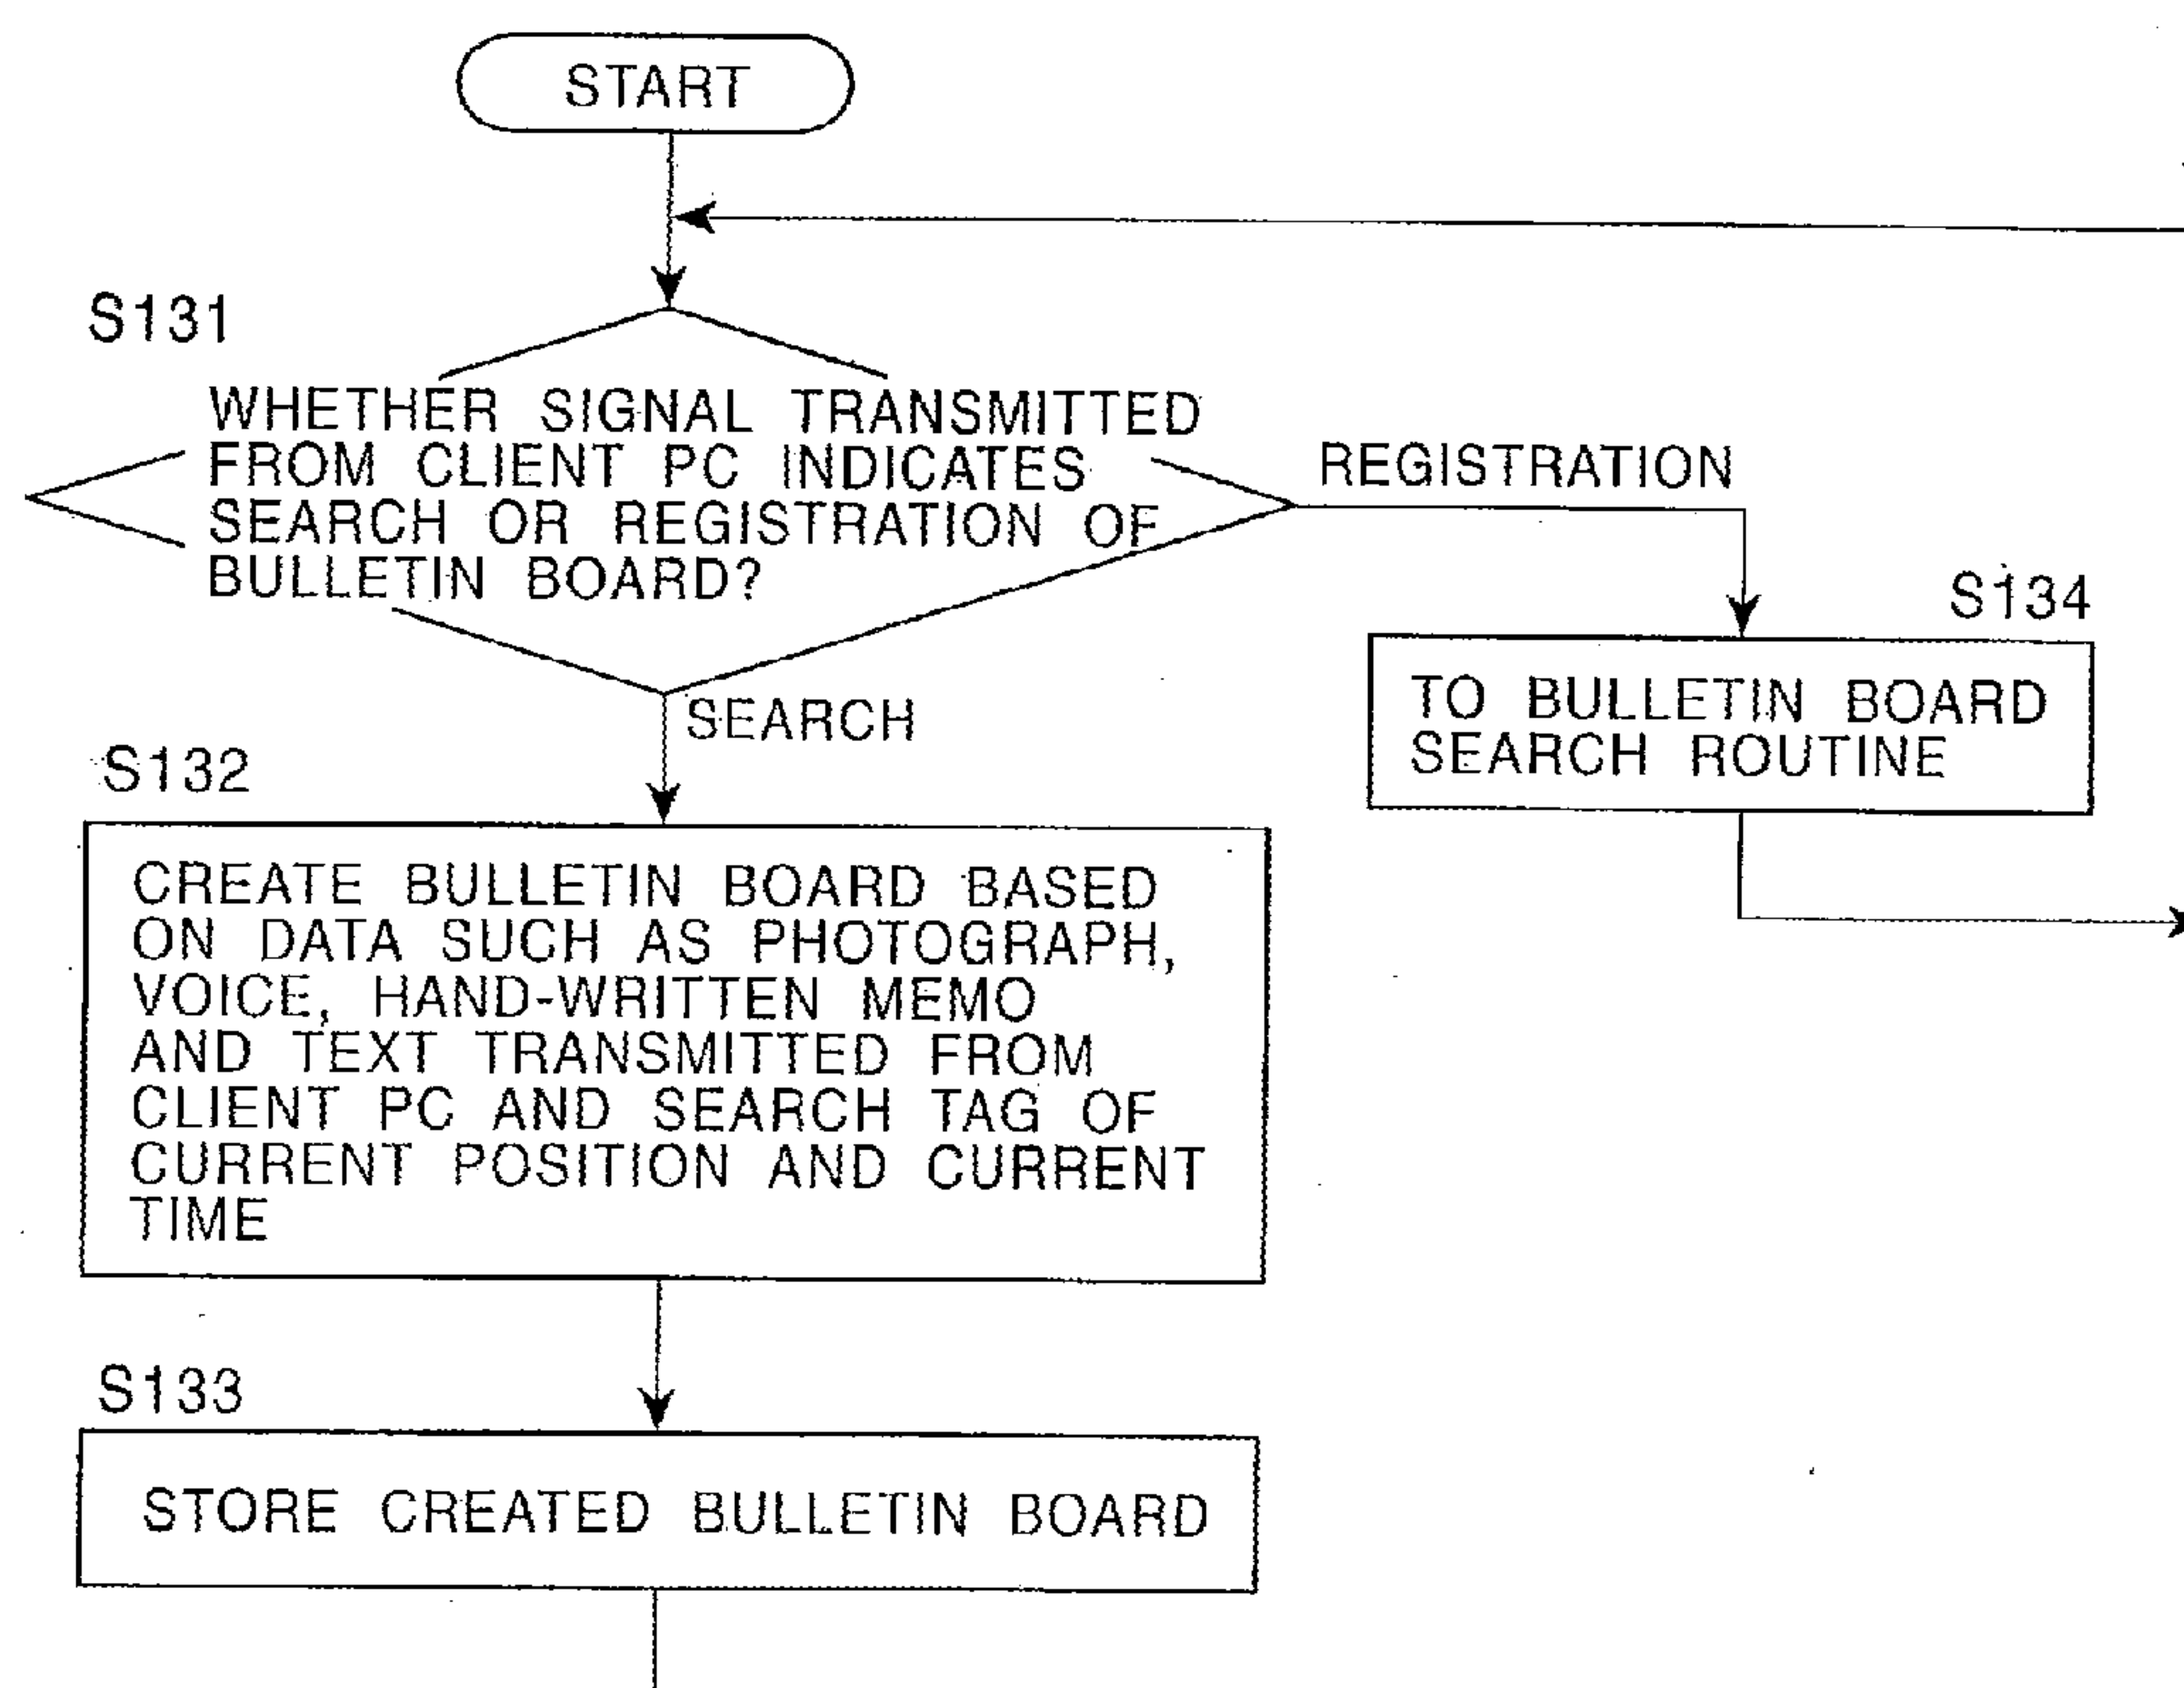 START
S131
WHETHER SIGNAL TRANSMITTED
FROM CLIENT PC INDICATES
SEARCH OR REGISTRATION OF
BULLETIN BOARD?
REGISTRATION
S134
TO BULLETIN BOARD
SEARCH ROUTINE
SEARCH
S132
CREATE BULLETIN BOARD BASED
ON DATA SUCH AS PHOTOGRAPH,
VOICE, HAND-WRITTEN MEMO
AND TEXT TRANSMITTED FROM
CLIENT PC AND SEARCH TAG OF
CURRENT POSITION AND CURRENT
TIME
S133
STORE CREATED BULLETIN BOARD